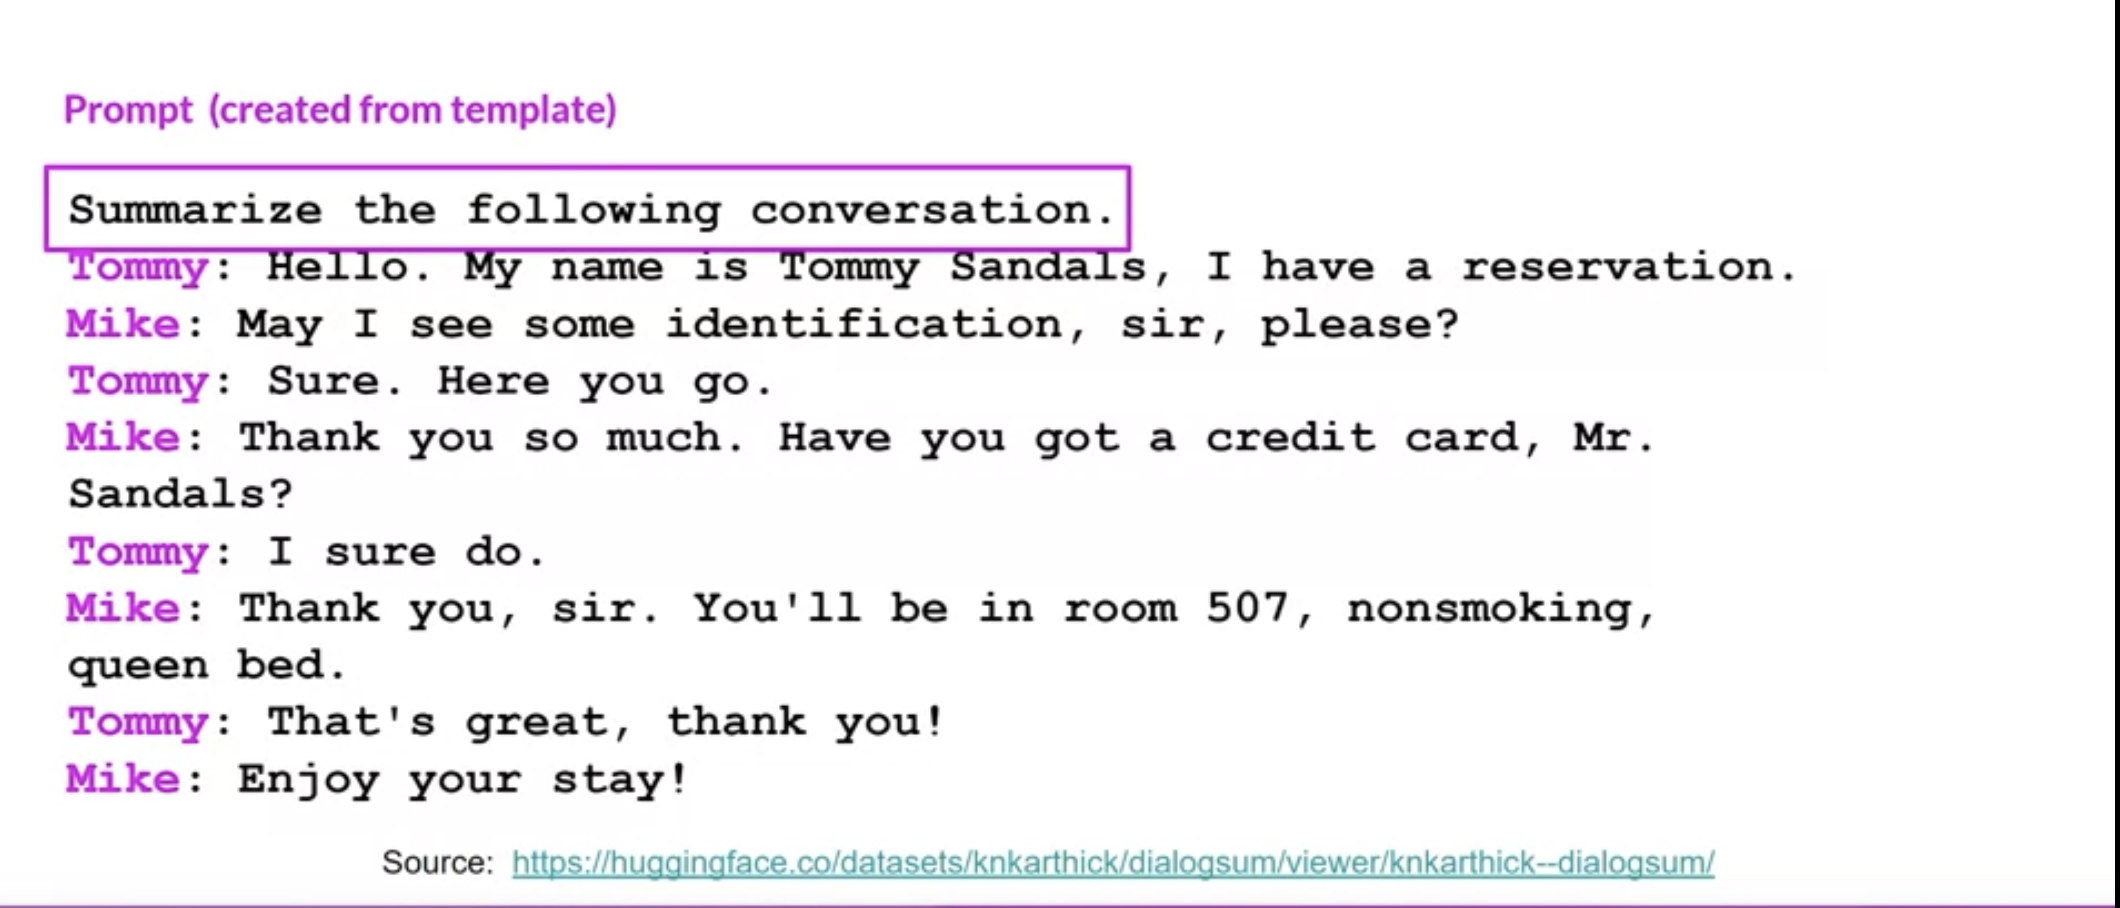 Prompt (created from template)
Summarize the following conversation.
Tommy: Hello. My name is Tommy Sandals, I have a reservation.
Mike: May I see some identification, sir, please?
Tommy: Sure. Here you go.
Mike: Thank you so much. Have you got a credit card, Mr.
Sandals?
Tommy: I sure do.
Mike: Thank you, sir. You'll be in room 507, nonsmoking,
queen bed.
Tommy: That's great, thank you!
Mike: Enjoy your stay!
Source: https://huggingface.co/datasets/knkarthick/dialogsum/viewer/knkarthick--dialogsum/